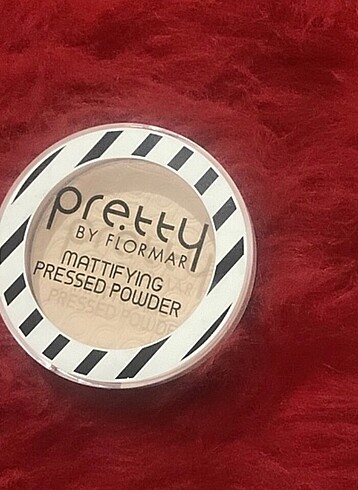 pretty
BY FLORMAR
MATTIFYING
PRESSED POWDER